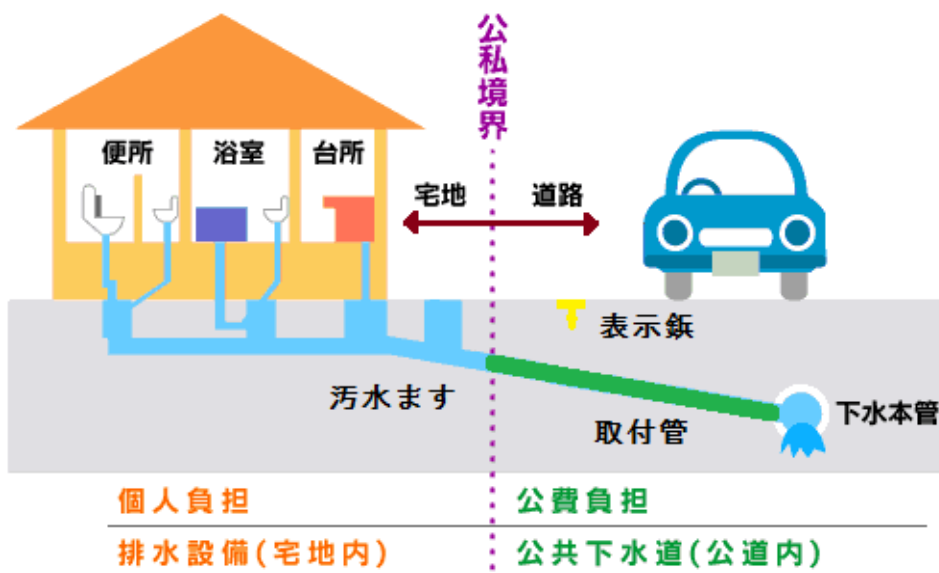 公私境界
便所
浴室
台所
宅地
道路
表示鋲
汚水ます
取付管
下水本管
個人負担
公費負担
排水設備(宅地内)
公共下水道(公道内)